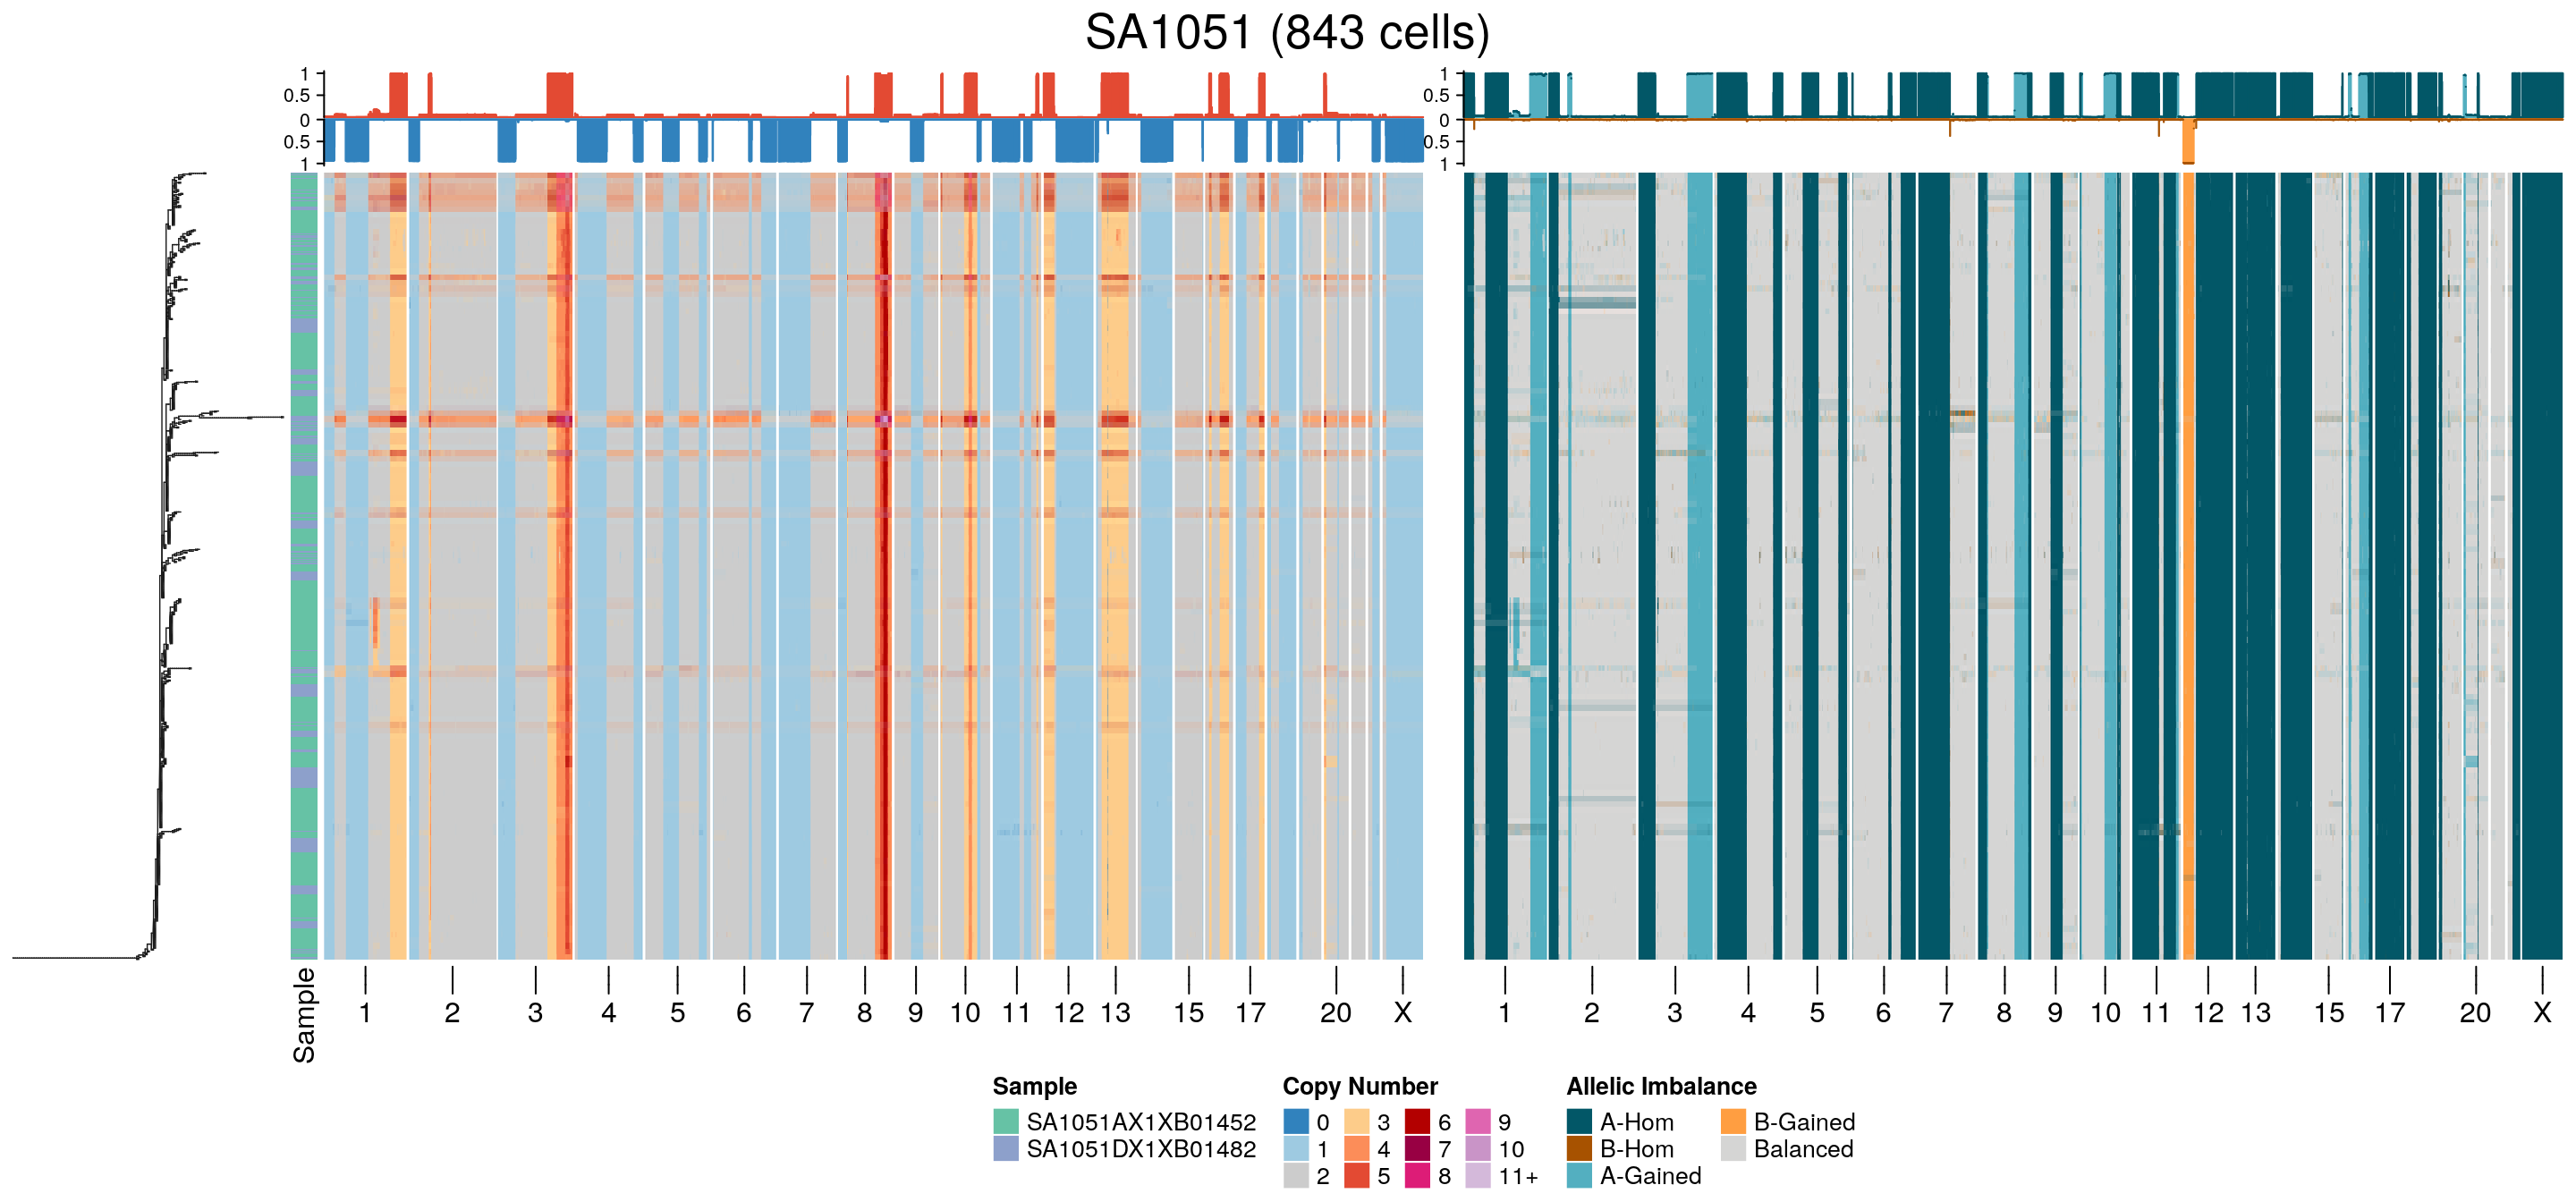 SA1051 (843 cells)
1
0.5
0
0.5
1
1
0.5
0
0.5
1
Sample
1 2 3 4 5 6 7 8 9 10 11 12 13 15 17 20 X
1 2 3 4 5 6 7 8 9 10 11 12 13 15 17 20 X
Sample
SA1051AX1XB01452
SA1051DX1XB01482
Copy Number
0 3 6 9
1 4 7 10
2 5 8 11+
Allelic Imbalance
A-Hom B-Gained
B-Hom Balanced
A-Gained